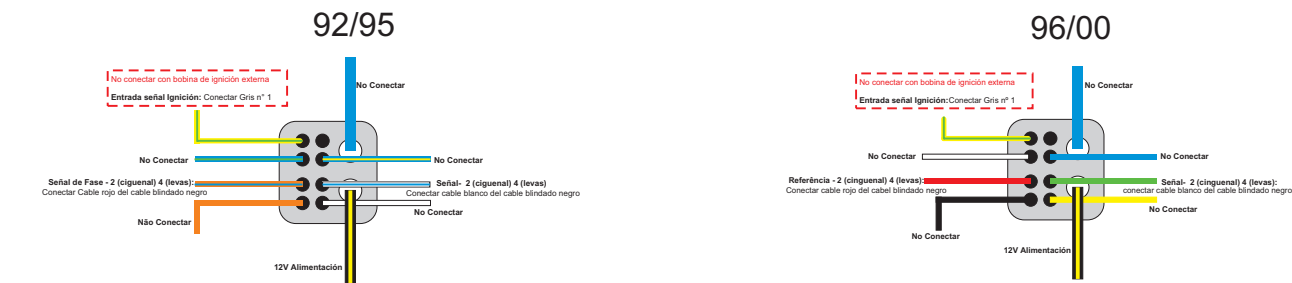 92/95
No conectar con bobina de ignición externa
Entrada señal Ignición: Conectar Gris n° 1
No Conectar
No Conectar
No Conectar
Señal de Fase - 2 (ciguenal) 4 (levas):
Conectar Cable rojo del cable blindado negro
Señal- 2 (ciguenal) 4 (levas)
Conectar cable blanco del cable blindado negro
No Conectar
Não Conectar
12V Alimentación
96/00
No conectar con bobina de ignición externa
Entrada señal Ignición:Conectar Gris nº 1
No Conectar
No Conectar
No Conectar
Referência - 2 (cinguenal) 4 (levas):
Conectar cable rojo del cabel blindado negro
Señal- 2 (cinguenal) 4 (levas):
conectar cable blanco del cable blindado negro
No Conectar
No Conectar
12V Alimentación